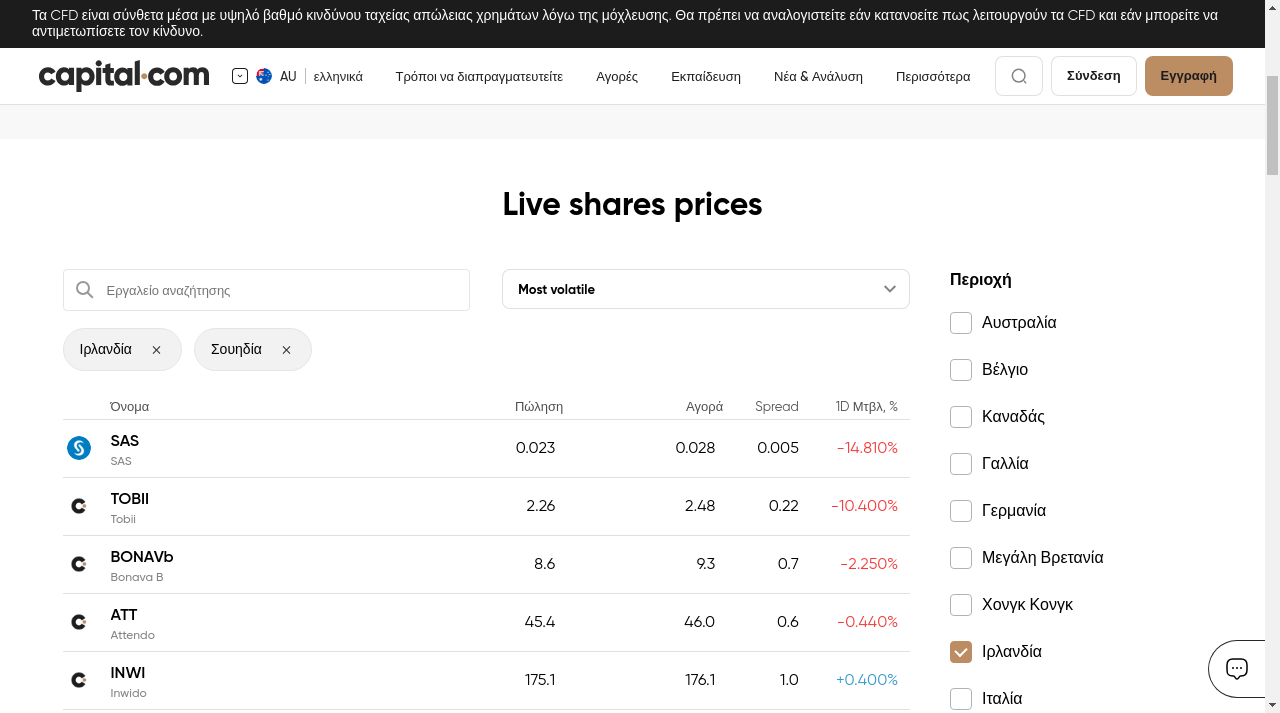 Τα CFD είναι σύνθετα μέσα με υψηλό βαθμό κινδύνου ταχείας απώλειας χρημάτων λόγω της μόχλευσης. Θα πρέπει να αναλογιστείτε εάν κατανοείτε πως λειτουργούν τα CFD και εάν μπορείτε να
αντιμετωπίσετε τον κίνδυνο.
capital.com AU ελληνικά Τρόποι να διαπραγματευτείτε Αγορές Εκπαίδευση Νέα & Ανάλυση Περισσότερα Σύνδεση Εγγραφή
Live shares prices
Εργαλείο αναζήτησης Most volatile
Ιρλανδία Σουηδία
Όνομα Πώληση Αγορά Spread 1D Μτβλ, %
SAS 0.023 0.028 0.005 -14.810%
SAS
TOBII 2.26 2.48 0.22 -10.400%
Tobii
BONAVb 8.6 9.3 0.7 -2.250%
Bonava B
ATT 45.4 46.0 0.6 -0.440%
Attendo
INWI 175.1 176.1 1.0 +0.400%
Inwido
Περιοχή
Αυστραλία
Βέλγιο
Καναδάς
Γαλλία
Γερμανία
Μεγάλη Βρετανία
Χονγκ Κονγκ
Ιρλανδία
Ιταλία